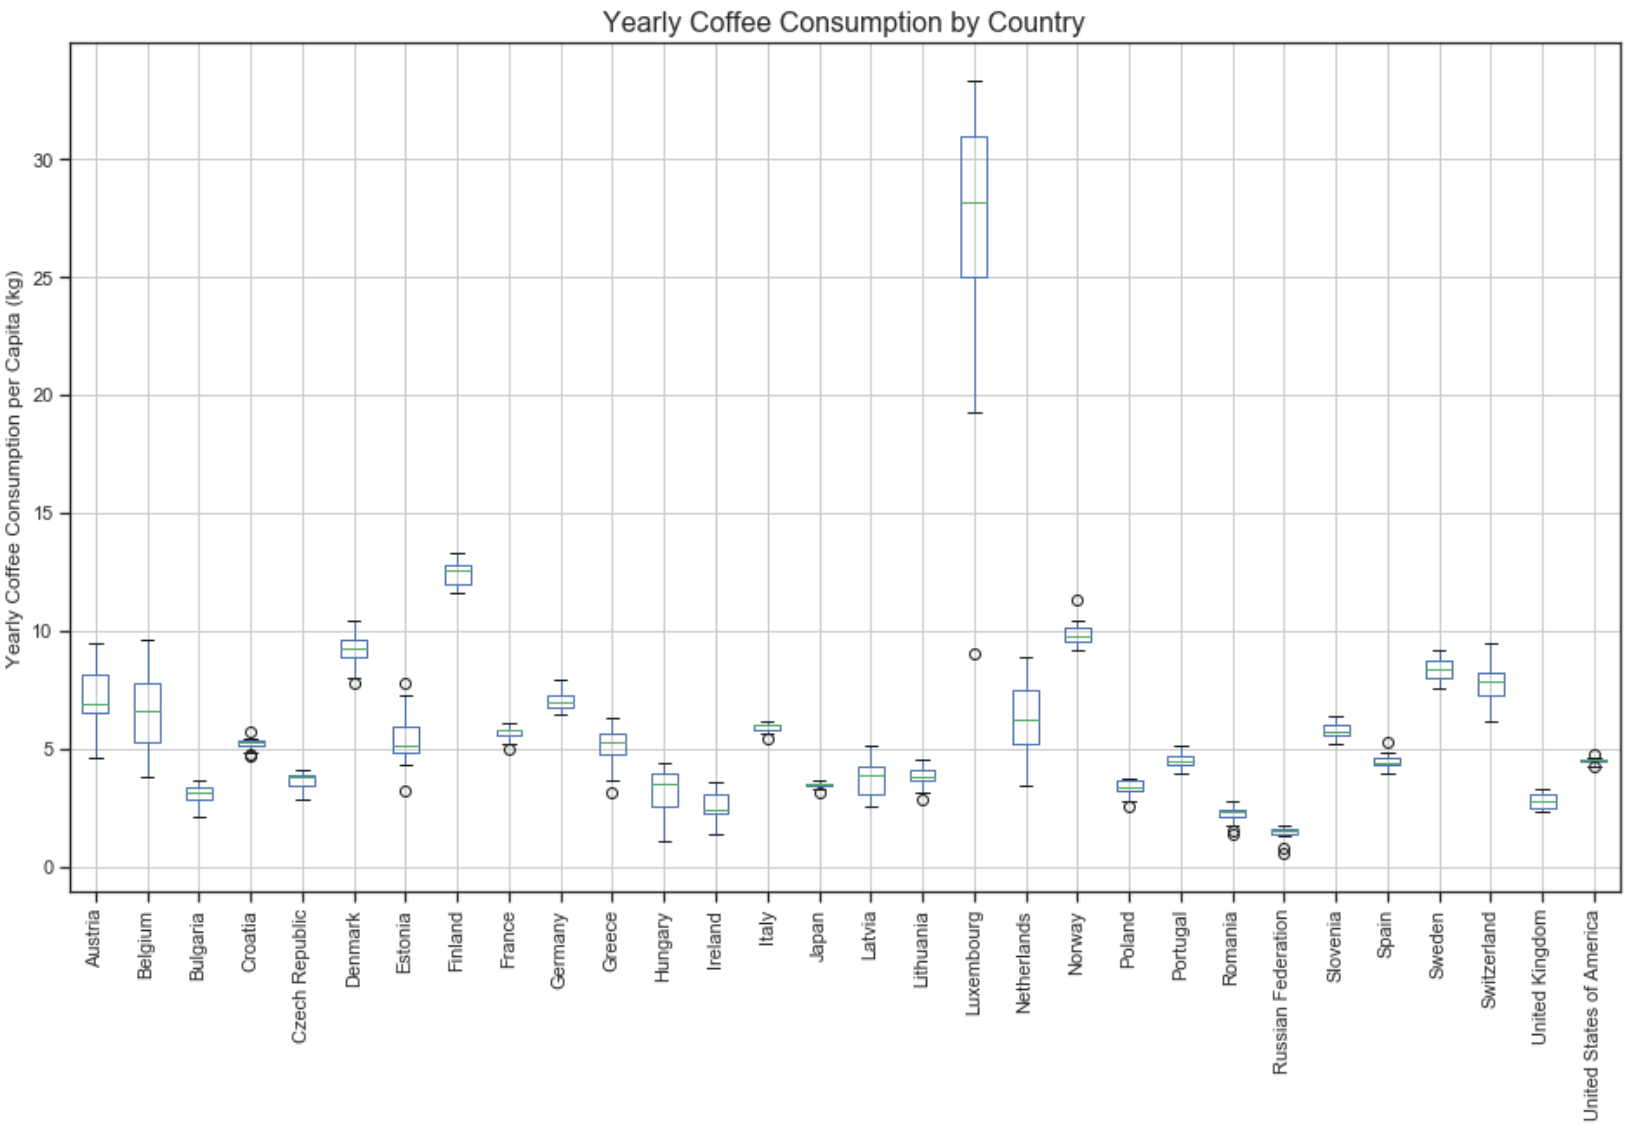 Yearly Coffee Consumption by Country
Yearly Coffee Consumption per Capita (kg)
30
25
20
15
10
5
0
Austria
Belgium
Bulgaria
Croatia
Czech Republic
Denmark
Estonia
Finland
France
Germany
Greece
Hungary
Ireland
Italy
Japan
Latvia
Lithuania
Luxembourg
Netherlands
Norway
Poland
Portugal
Romania
Russian Federation
Slovenia
Spain
Sweden
Switzerland
United Kingdom
United States of America